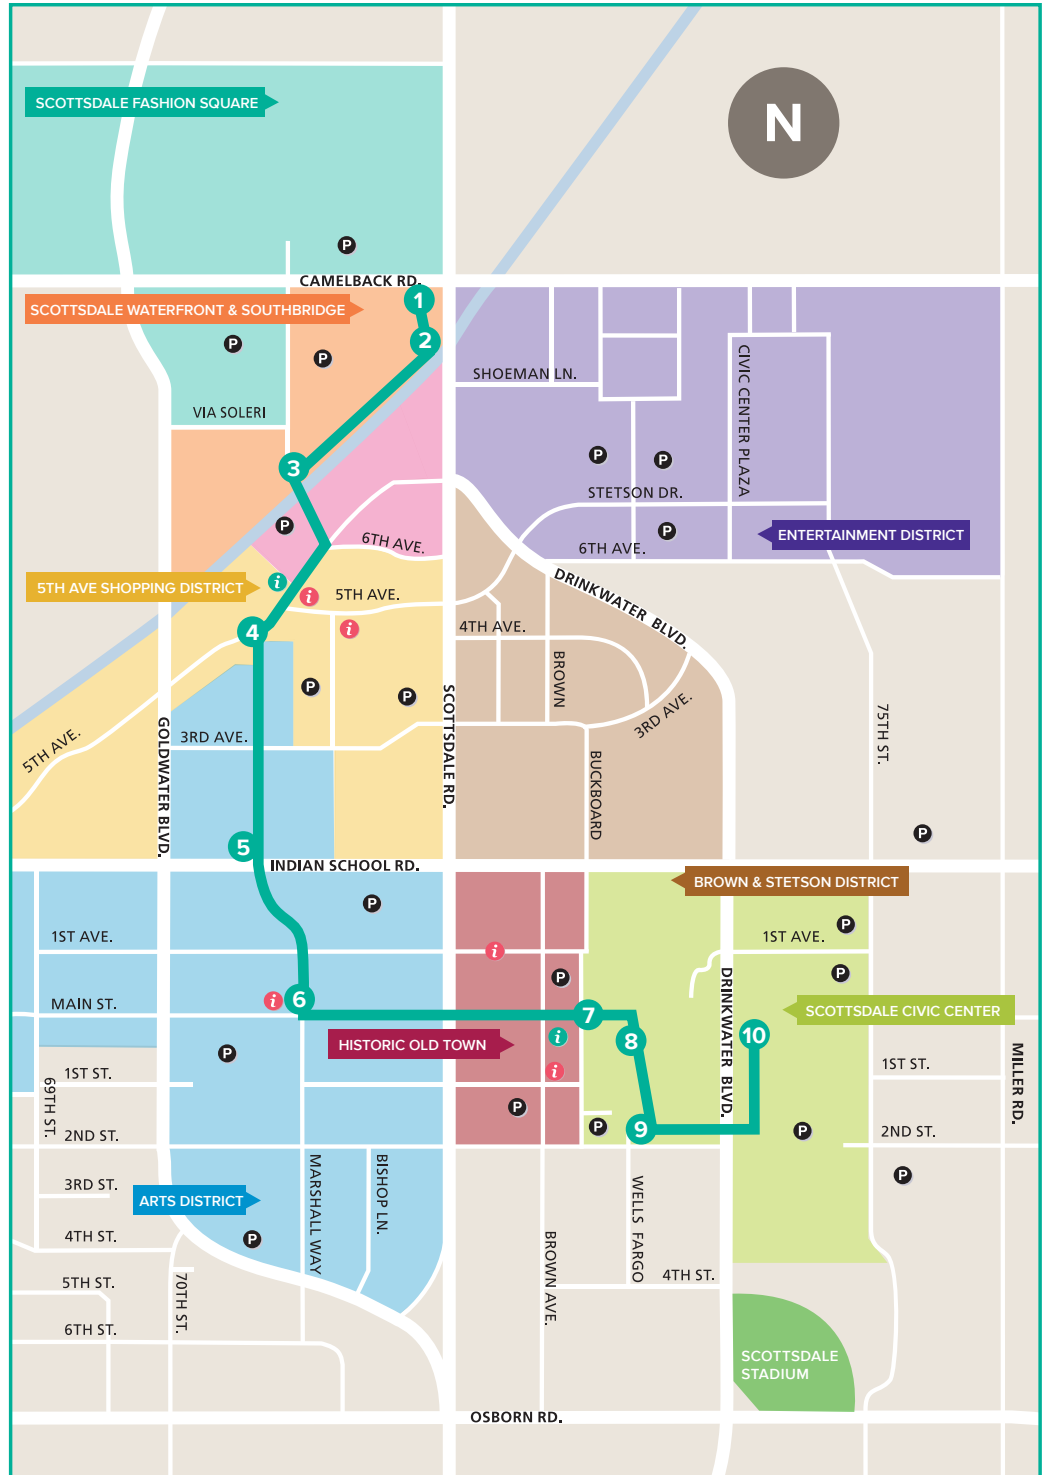 N
SCOTTSDALE FASHION SQUARE
P
CAMELBACK RD.
1
SCOTTSDALE WATERFRONT & SOUTHBRIDGE
2
P
P
SHOEMAN LN.
CIVIC CENTER PLAZA
VIA SOLERI
P
P
3
STETSON DR.
P
P
ENTERTAINMENT DISTRICT
6TH AVE.
6TH AVE.
DRINKWATER BLVD.
i
5TH AVE SHOPPING DISTRICT
i
5TH AVE.
4
i
4TH AVE.
BROWN
P
P
SCOTTSDALE RD.
3RD AVE.
75TH ST.
5TH AVE.
GOLDWATER BLVD.
3RD AVE.
BUCKBOARD
P
5
INDIAN SCHOOL RD.
BROWN & STETSON DISTRICT
P
P
1ST AVE.
1ST AVE.
i
P
P
DRINKWATER BLVD.
MAIN ST.
i
6
7
SCOTTSDALE CIVIC CENTER
HISTORIC OLD TOWN
i
8
10
P
i
1ST ST.
1ST ST.
MILLER RD.
69TH ST.
P
P
9
P
2ND ST.
2ND ST.
MARSHALL WAY
BISHOP LN.
WELLS FARGO
P
3RD ST.
ARTS DISTRICT
4TH ST.
P
BROWN AVE.
5TH ST.
70TH ST.
4TH ST.
6TH ST.
SCOTTSDALE
STADIUM
OSBORN RD.